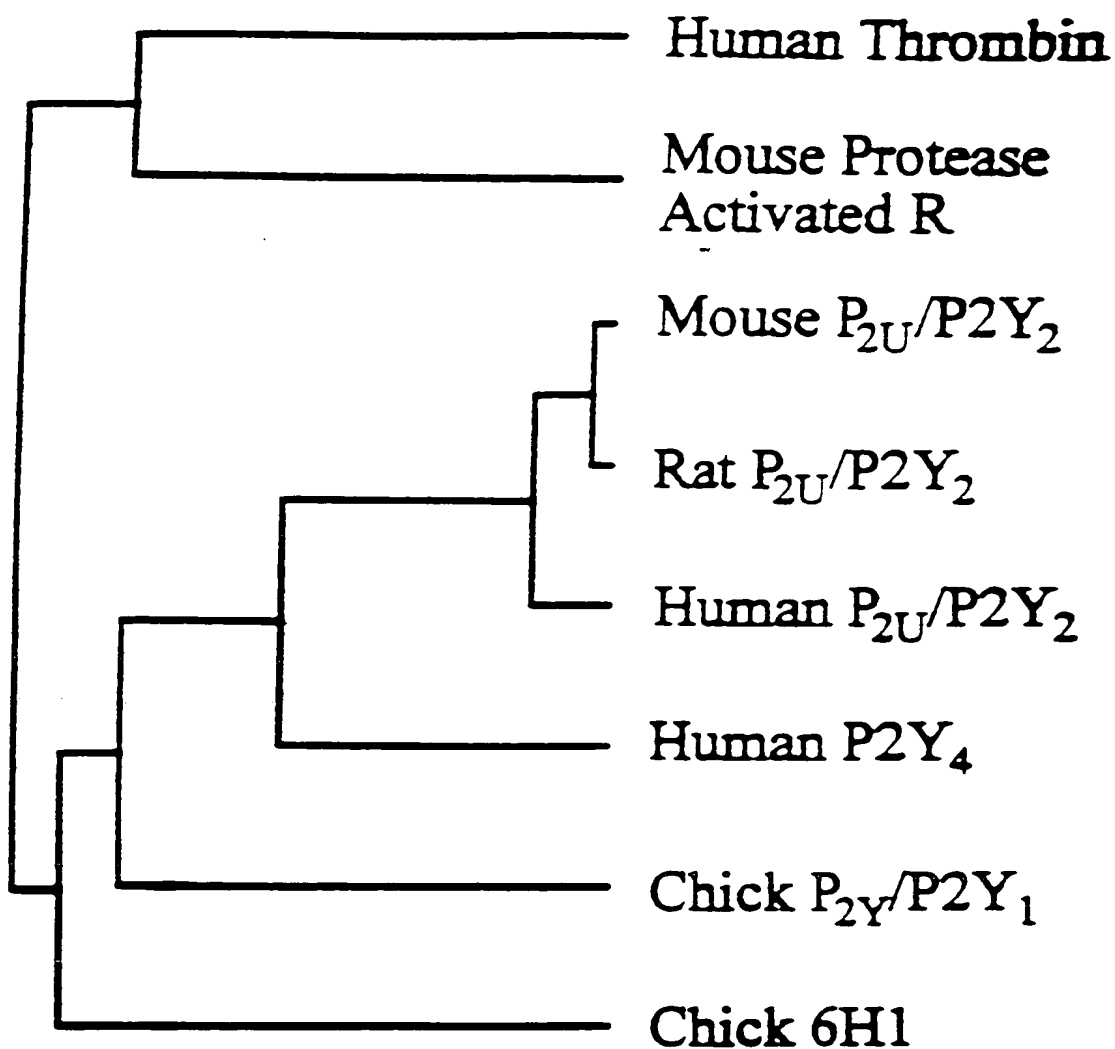 Human Thrombin
Mouse Protease
Activated R
Mouse P₂U/P2Y₂
Rat P₂U/P2Y₂
Human P₂U/P2Y₂
Human P2Y₄
Chick P₂Y/P2Y₁
Chick 6H1